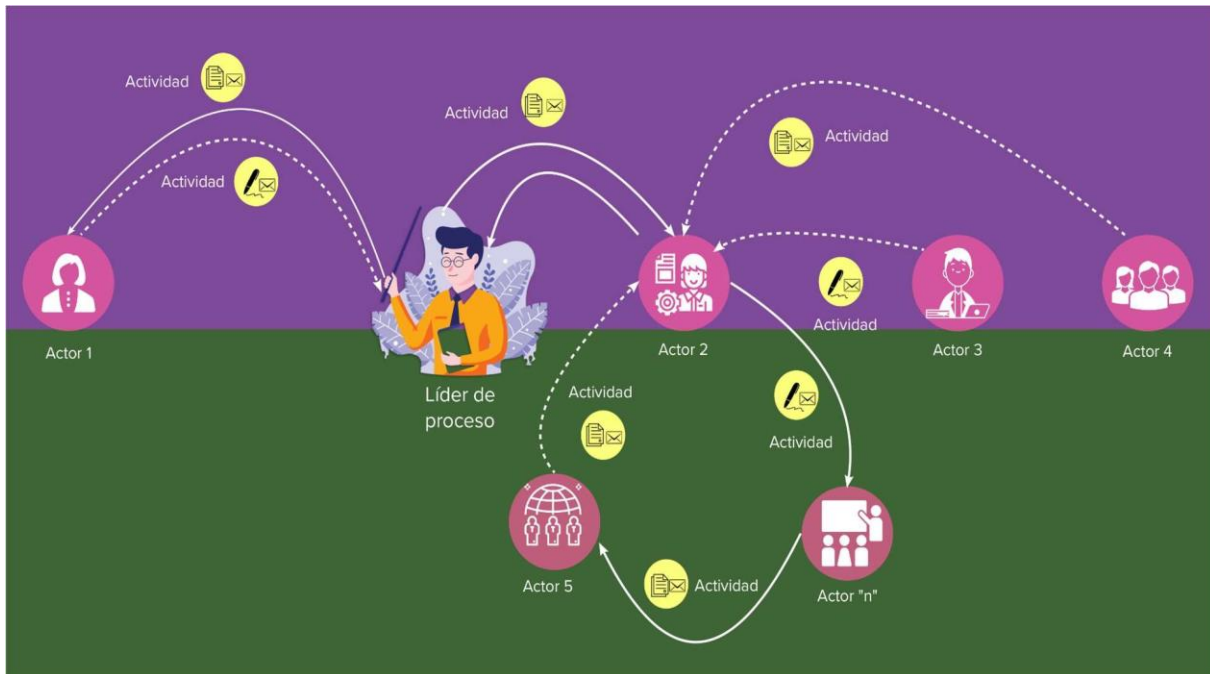 Actividad
Actividad
Actividad
Actividad
Actividad
Actor 1
Líder de
proceso
Actor 2
Actor 3
Actor 4
Actividad
Actividad
Actividad
Actor 5
Actor "n"